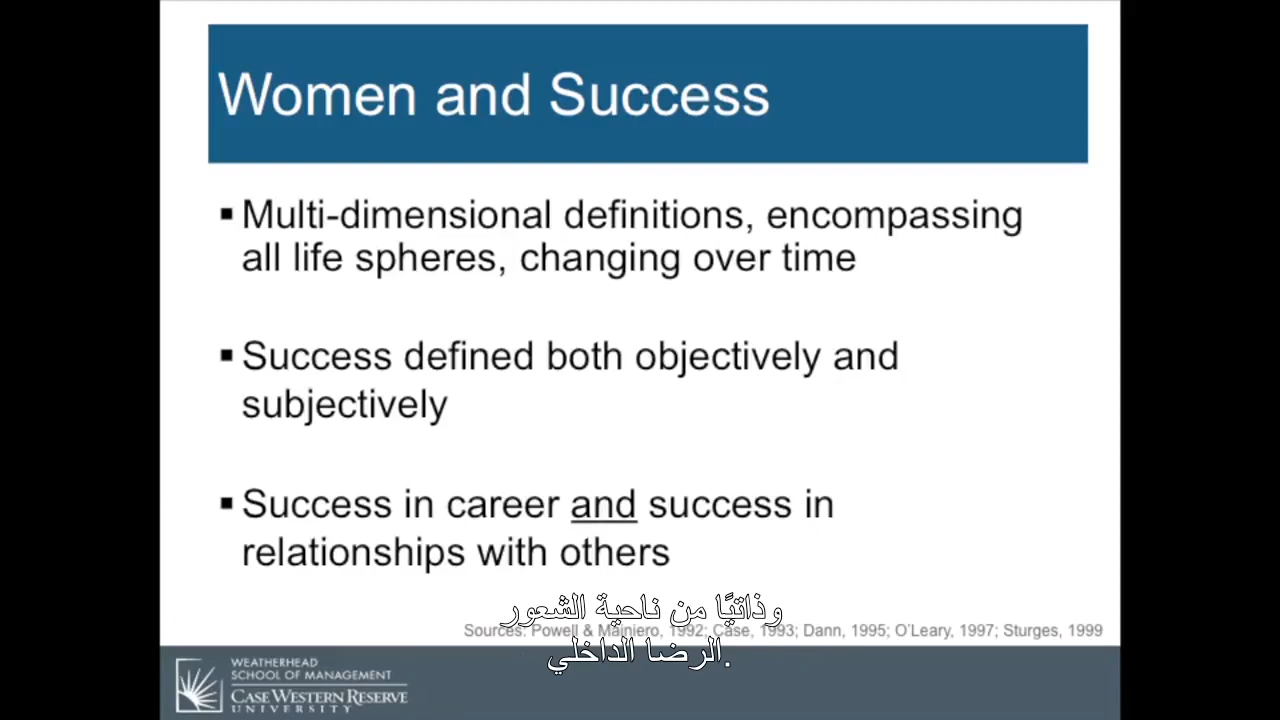 Women and Success
▪ Multi-dimensional definitions, encompassing
all life spheres, changing over time
▪ Success defined both objectively and
subjectively
▪ Success in career and success in
relationships with others
وذاتيًا من ناحية الشعور
الرضا الداخلي.
Sources: Powell & Mainiero, 1992; Case, 1993; Dann, 1995; O'Leary, 1997; Sturges, 1999
WEATHERHEAD
SCHOOL OF MANAGEMENT
CASE WESTERN RESERVE
UNIVERSITY